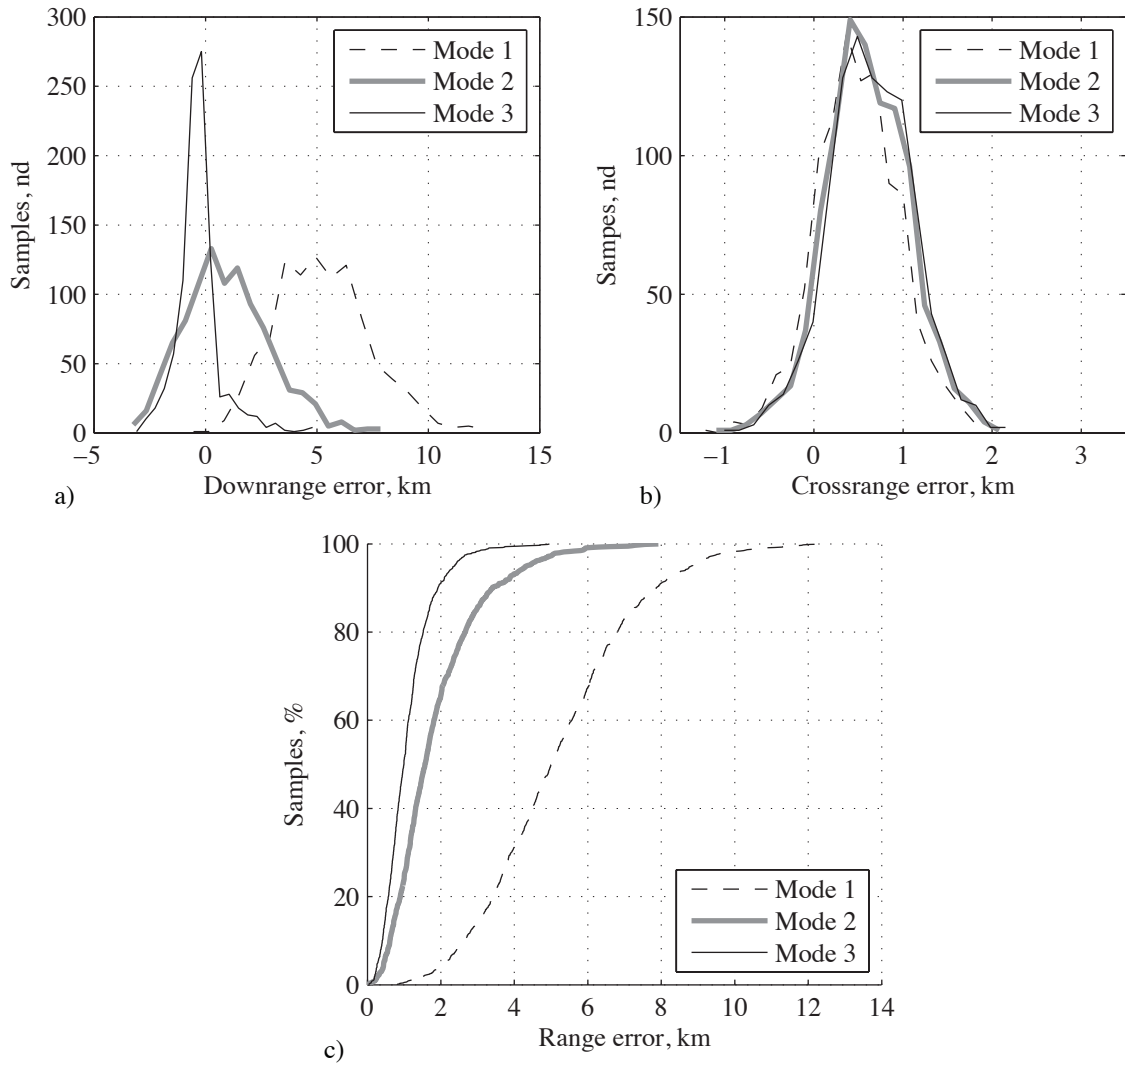 300
250
200
150
100
50
0
Samples, nd
Mode 1
Mode 2
Mode 3
−5 0 5 10 15
Downrange error, km
a)
150
100
50
0
Sampes, nd
Mode 1
Mode 2
Mode 3
−1 0 1 2 3
Crossrange error, km
b)
100
80
60
40
20
0
Samples, %
Mode 1
Mode 2
Mode 3
0 2 4 6 8 10 12 14
Range error, km
c)